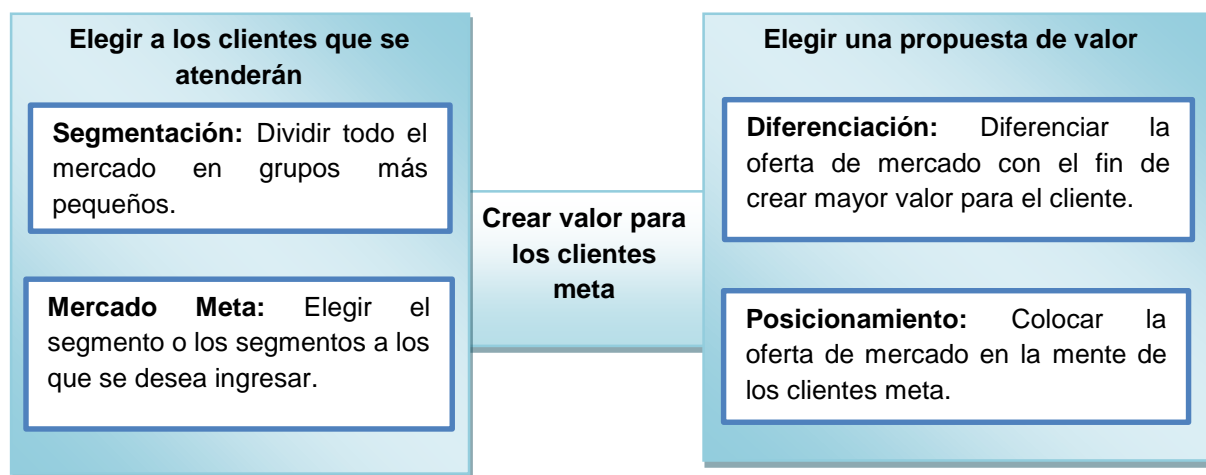 Elegir a los clientes que se
atenderán
Segmentación: Dividir todo el
mercado en grupos más
pequeños.
Mercado Meta: Elegir el
segmento o los segmentos a los
que se desea ingresar.
Crear valor para
los clientes
meta
Elegir una propuesta de valor
Diferenciación: Diferenciar la
oferta de mercado con el fin de
crear mayor valor para el cliente.
Posicionamiento: Colocar la
oferta de mercado en la mente de
los clientes meta.